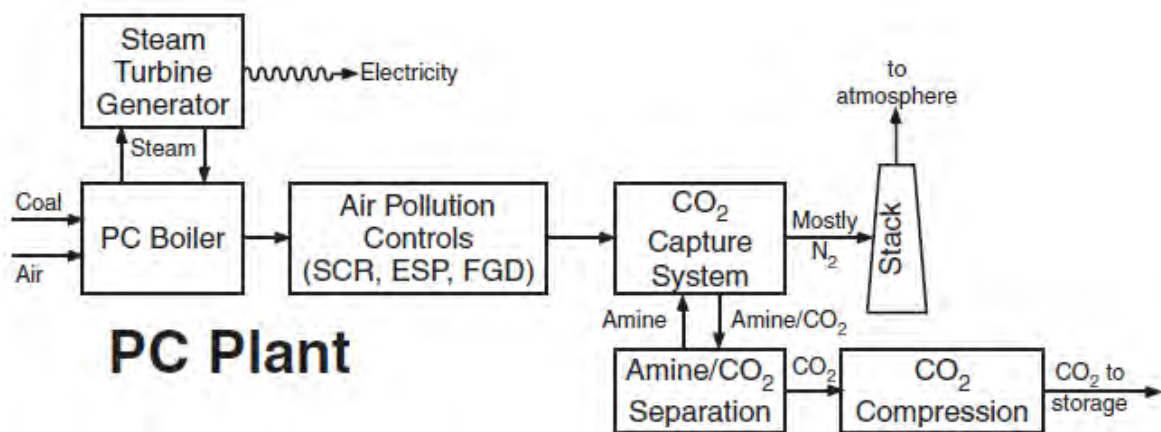 Steam
Turbine
Generator
Electricity
to
atmosphere
Steam
Coal
Air
PC Boiler
Air Pollution
Controls
(SCR, ESP, FGD)
CO₂
Capture
System
Mostly
N₂
Stack
Amine
Amine/CO₂
PC Plant
Amine/CO₂
Separation
CO₂
CO₂
Compression
CO₂ to
storage